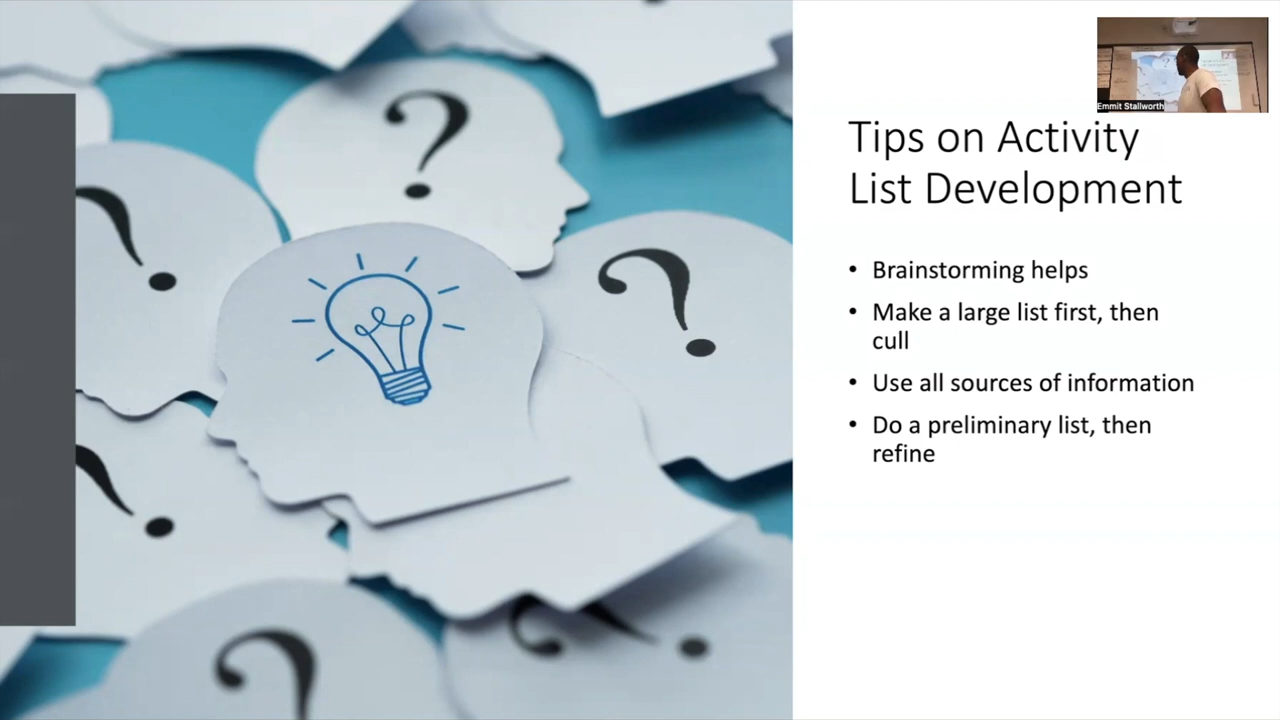 Emmit Stallworth
Tips on Activity
List Development
• Brainstorming helps
• Make a large list first, then
cull
• Use all sources of information
• Do a preliminary list, then
refine
?
?
?
?
?
?
?